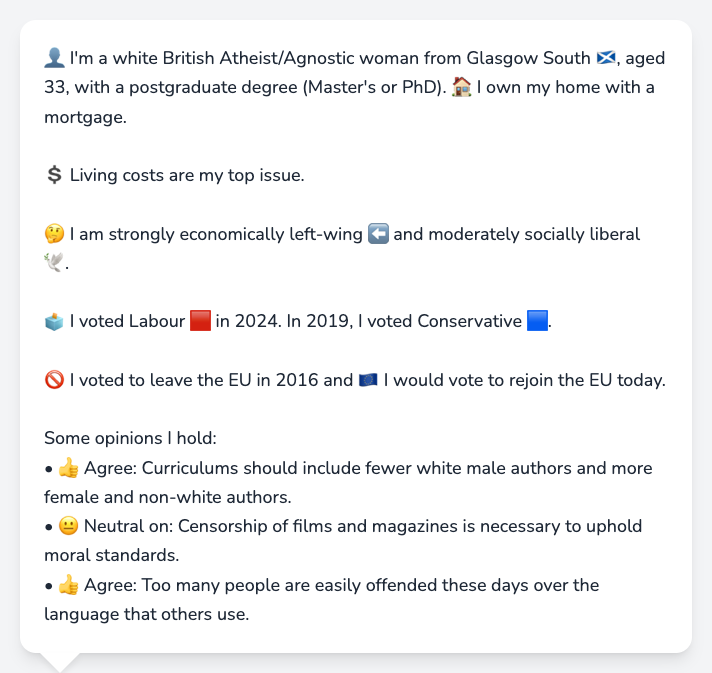 👤 I'm a white British Atheist/Agnostic woman from Glasgow South 🏴󠁧󠁢󠁳󠁣󠁴󠁿, aged
33, with a postgraduate degree (Master's or PhD). 🏠 I own my home with a
mortgage.
💲 Living costs are my top issue.
🤔 I am strongly economically left-wing ⬅️ and moderately socially liberal
🕊️.
🗳️ I voted Labour 🟥 in 2024. In 2019, I voted Conservative 🟦.
🚫 I voted to leave the EU in 2016 and 🇪🇺 I would vote to rejoin the EU today.
Some opinions I hold:
• 👍 Agree: Curriculums should include fewer white male authors and more
female and non-white authors.
• 😐 Neutral on: Censorship of films and magazines is necessary to uphold
moral standards.
• 👍 Agree: Too many people are easily offended these days over the
language that others use.